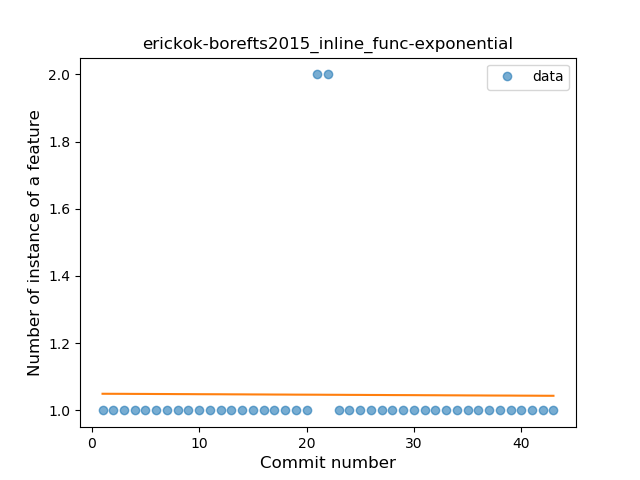 erickok-borefts2015_inline_func-exponential
data
Number of instance of a feature
2.0
1.8
1.6
1.4
1.2
1.0
0
10
20
30
40
Commit number